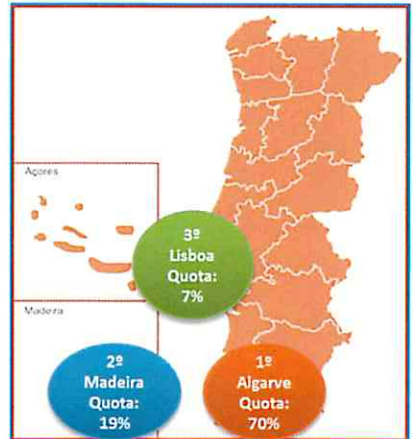 Açores
3º
Lisboa
Quota:
7%
Madeira
2º
Madeira
Quota:
19%
1º
Algarve
Quota:
70%